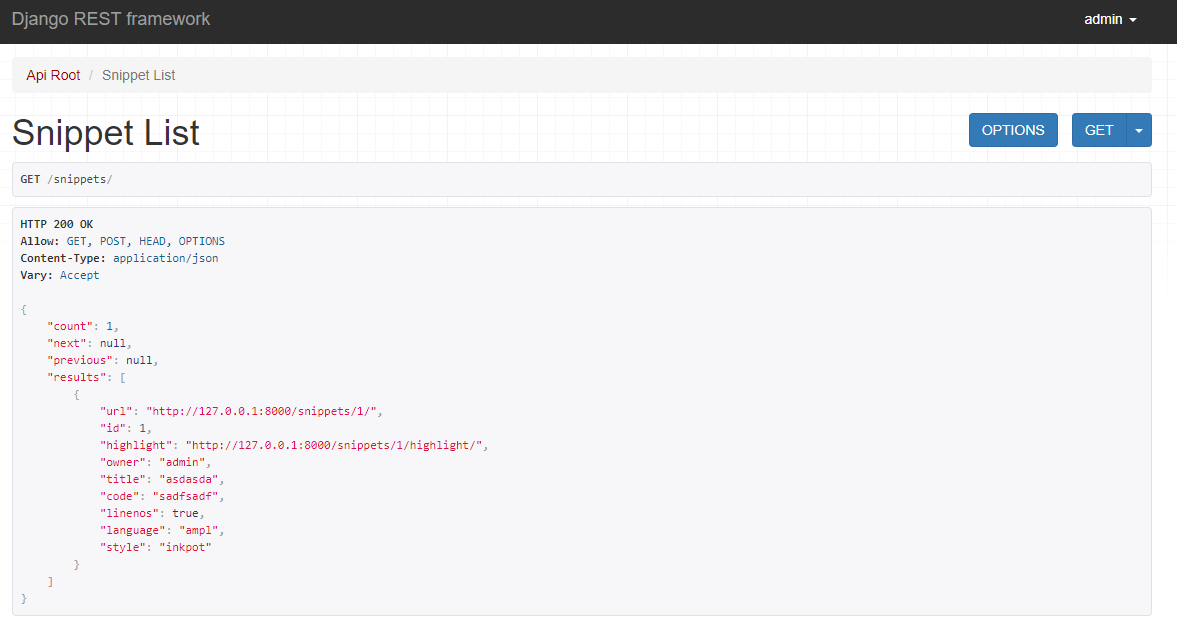 Django REST framework admin
Api Root / Snippet List
Snippet List OPTIONS GET
GET /snippets/
HTTP 200 OK
Allow: GET, POST, HEAD, OPTIONS
Content-Type: application/json
Vary: Accept
{
    "count": 1,
    "next": null,
    "previous": null,
    "results": [
        {
            "url": "http://127.0.0.1:8000/snippets/1/",
            "id": 1,
            "highlight": "http://127.0.0.1:8000/snippets/1/highlight/",
            "owner": "admin",
            "title": "asdasda",
            "code": "sadfsadf",
            "linenos": true,
            "language": "ampl",
            "style": "inkpot"
        }
    ]
}